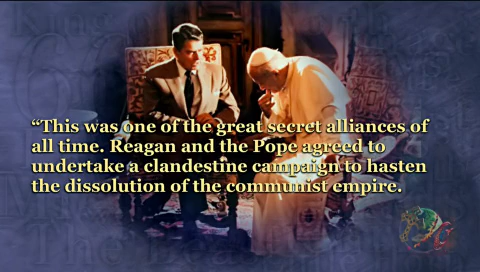 “This was one of the great secret alliances of
all time. Reagan and the Pope agreed to
undertake a clandestine campaign to hasten
the dissolution of the communist empire.